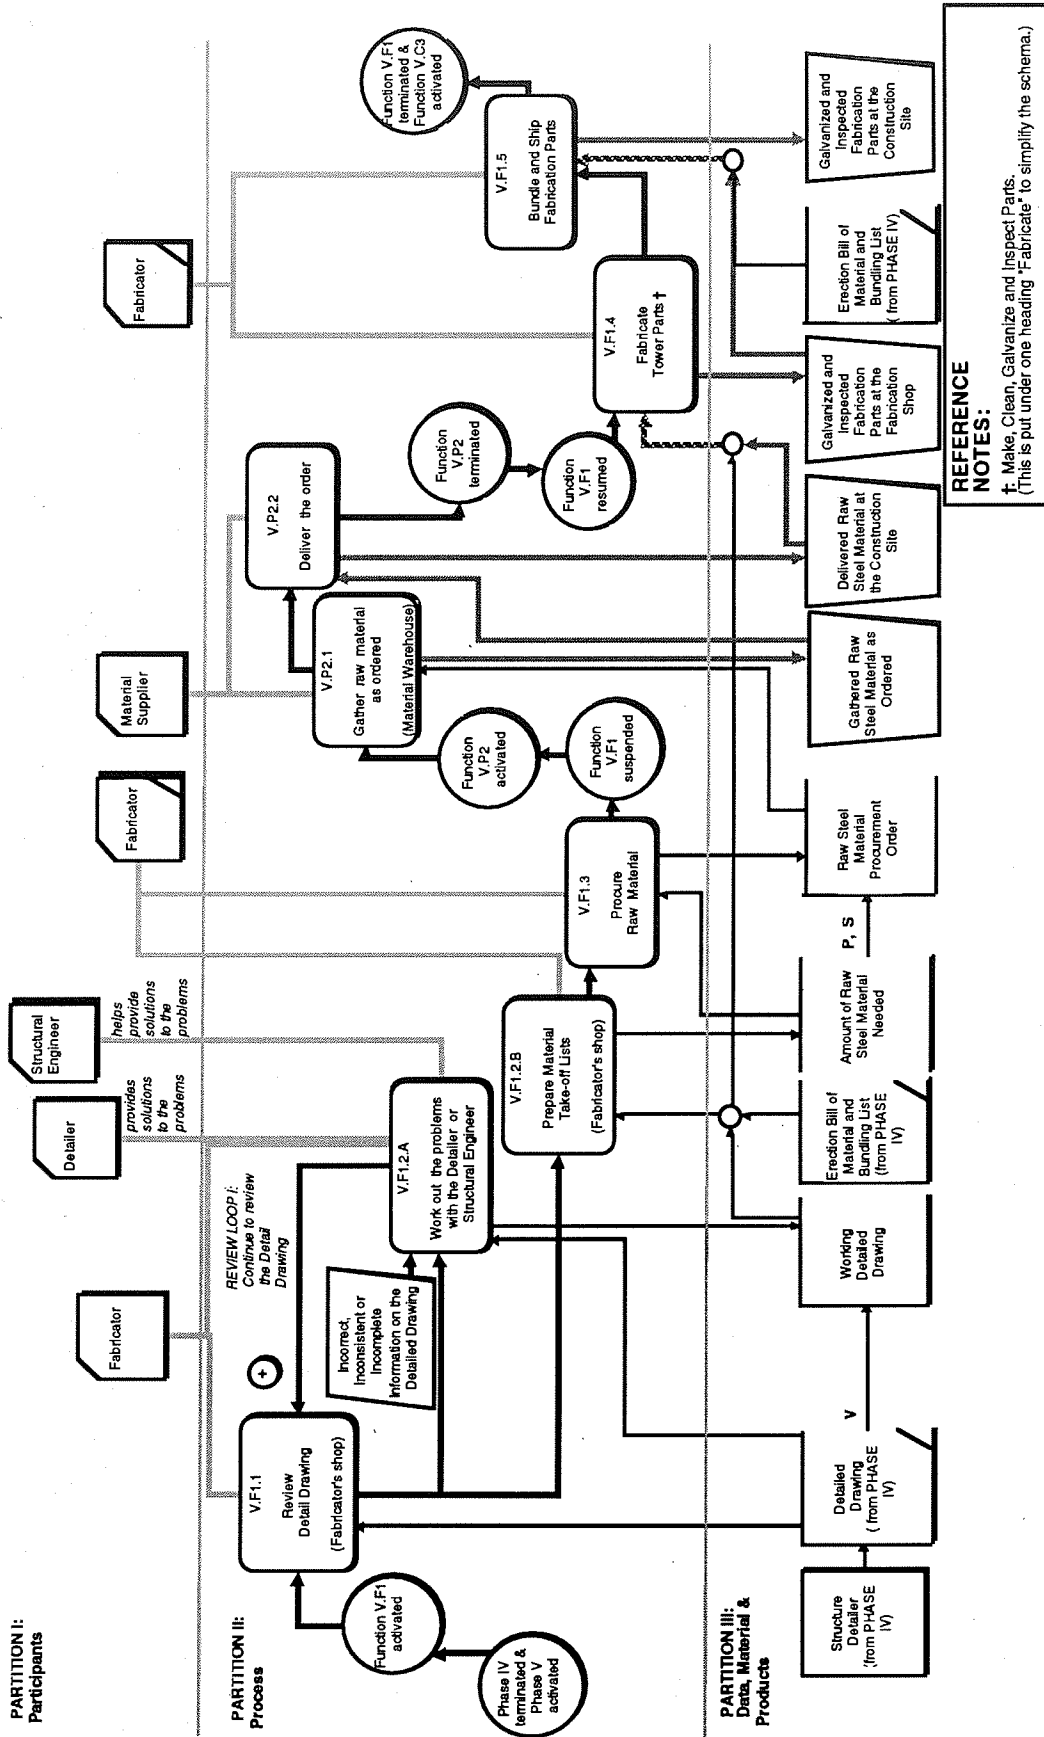 PARTITION I:
Participants
Fabricator
Detailer
provides
solutions
to the
problems
Structural
Engineer
helps
provide
solutions
to the
problems
Fabricator
Material
Supplier
Fabricator
PARTITION II:
Process
Phase IV
terminated &
Phase V
activated
Function V.F1
activated
V.F1.1
Review
Detail Drawing
(Fabricator's shop)
+
REVIEW LOOP I:
Continue to review
the Detail
Drawing
Incorrect,
Inconsistent or
Incomplete
Information on the
Detailed Drawing
V.F1.2.A
Work out the problems
with the Detailer or
Structural Engineer
V.F1.2.B
Prepare Material
Take-off Lists
(Fabricator's shop)
V.F1.3
Procure
Raw Material
Function
V.F1
suspended
Function
V.P2
activated
V.P2.1
Gather raw material
as ordered
(Material Warehouse)
V.P2.2
Deliver the order
Function
V.P2
terminated
Function
V.F1
resumed
V.F1.4
Fabricate
Tower Parts †
V.F1.5
Bundle and Ship
Fabrication Parts
Function V.F1
terminated &
Function V.C3
activated
PARTITION III:
Data, Material &
Products
Structure
Detailer
(from PHASE
IV)
Detailed
Drawing
( from PHASE
IV)
V
Working
Detailed
Drawing
Erection Bill of
Material and
Bundling List
(from PHASE
IV)
Amount of Raw
Steel Material
Needed
P, S
Raw Steel
Material
Procurement
Order
Gathered Raw
Steel Material as
Ordered
Delivered Raw
Steel Material at
the Construction
Site
Galvanized and
Inspected
Fabrication
Parts at the
Fabrication
Shop
Erection Bill of
Material and
Bundling List
( from PHASE IV)
Galvanized and
Inspected
Fabrication
Parts at the
Construction
Site
REFERENCE
NOTES:
†: Make, Clean, Galvanize and Inspect Parts.
(This is put under one heading "Fabricate" to simplify the schema.)